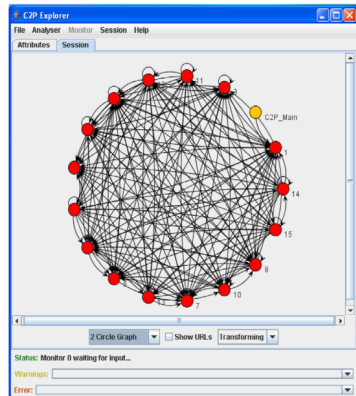 C2P Explorer
File Analyser Monitor Session Help
Attributes Session
11
C2P_Main
1
14
15
8
10
7
2 Circle Graph Show URLs Transforming
Status: Monitor 0 waiting for input...
Warnings:
Error: